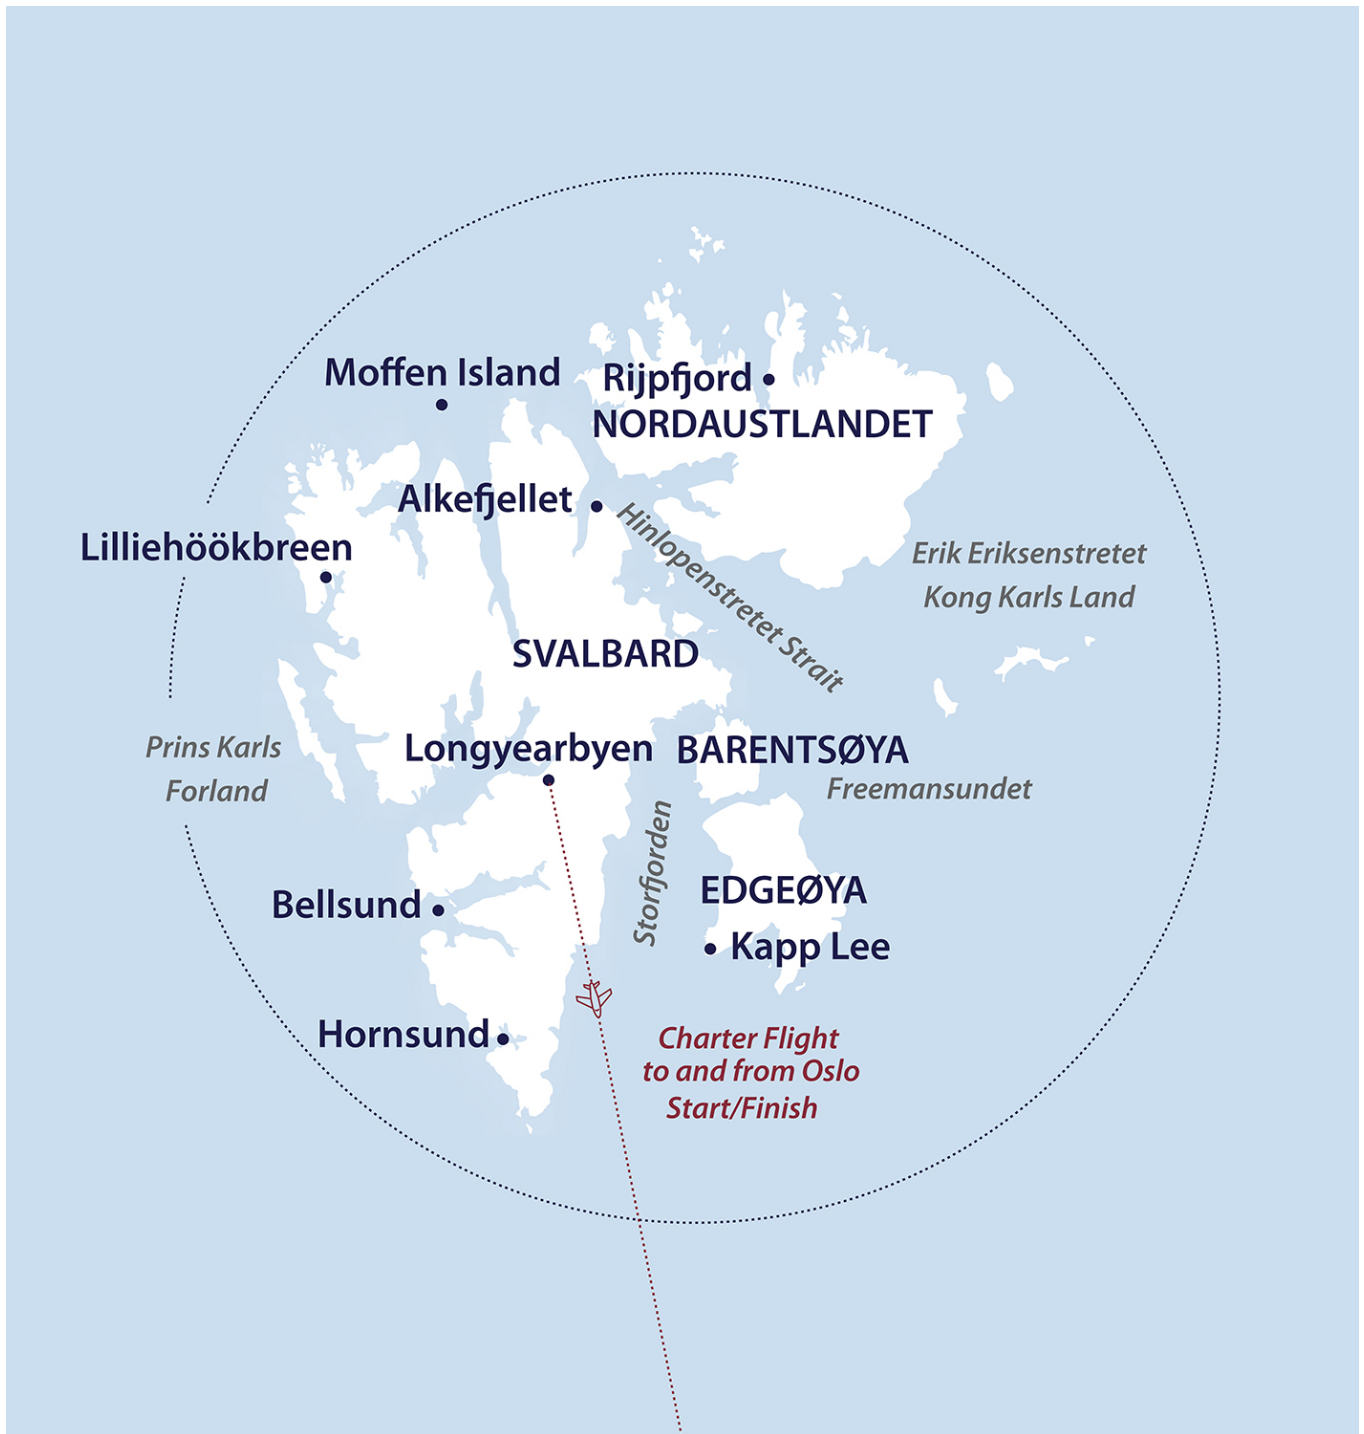 Moffen Island
Rijpfjord
NORDAUSTLANDET
Alkefjellet
Hinlopenstretet Strait
Lilliehöökbreen
Erik Eriksenstretet
Kong Karls Land
SVALBARD
Prins Karls
Forland
Longyearbyen
BARENTSØYA
Freemansundet
Storfjorden
EDGEØYA
Bellsund
Kapp Lee
Hornsund
Charter Flight
to and from Oslo
Start/Finish